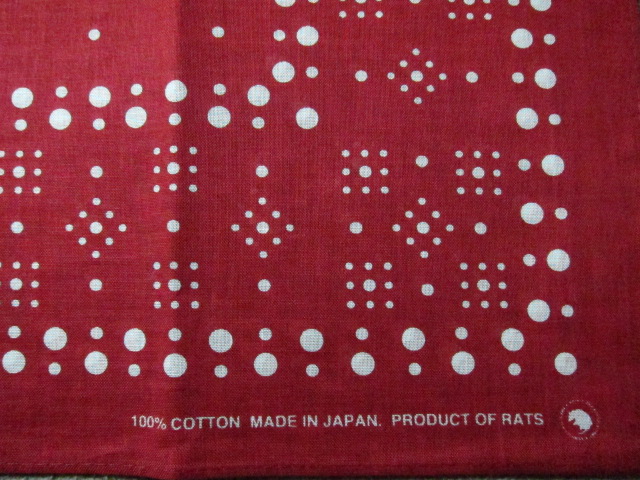 100% COTTON MADE IN JAPAN. PRODUCT OF RATS